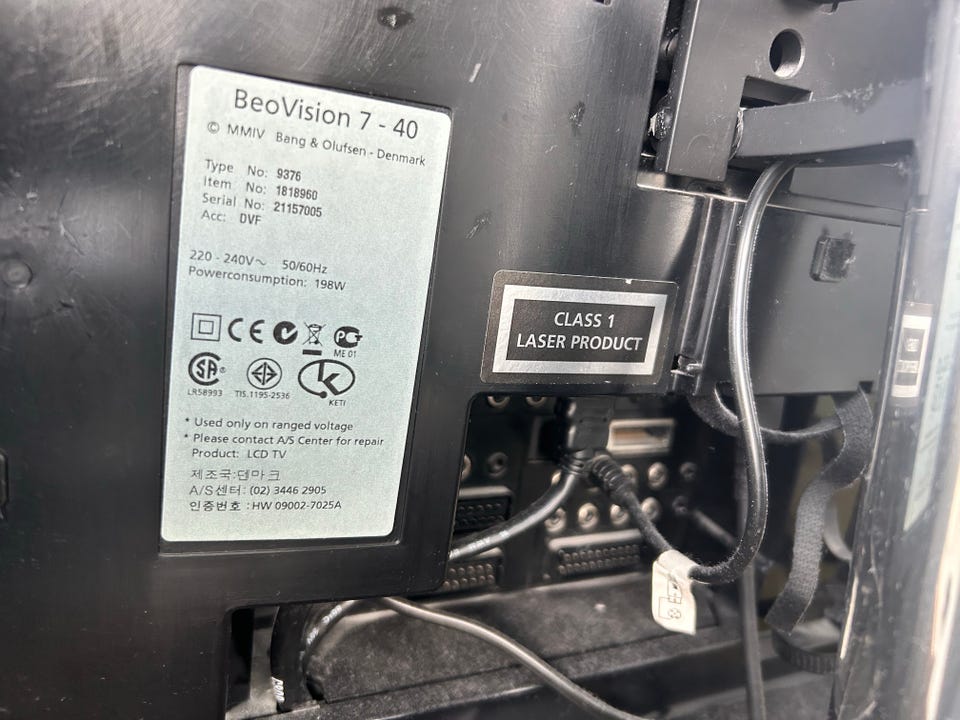 BeoVision 7 - 40
© MMIV Bang & Olufsen - Denmark
Type No: 9376
Item No: 1818960
Serial No: 21157005
Acc: DVF
220 - 240V~ 50/60Hz
Powerconsumption: 198W
CE
PG
ME 01
SA®
LR58993
TIS.1195-2536
K
KETI
* Used only on ranged voltage
* Please contact A/S Center for repair
Product: LCD TV
제조국:덴마크
A/S센터: (02) 3446 2905
인증번호 : HW 09002-7025A
CLASS 1
LASER PRODUCT